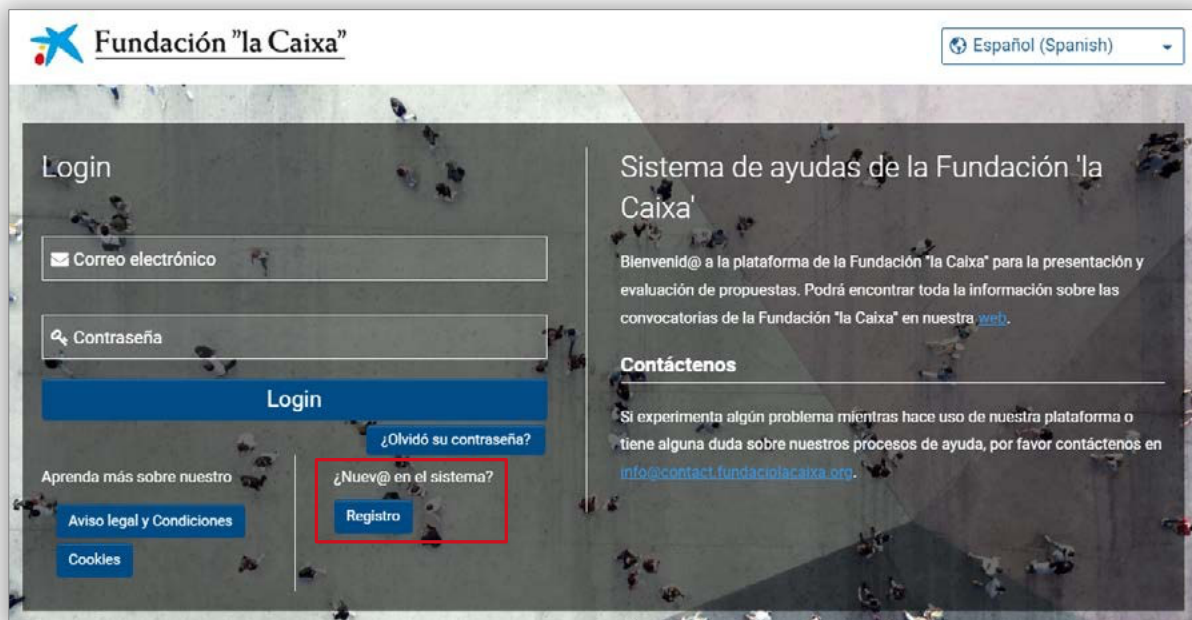 Fundación "la Caixa"
Español (Spanish)
Login
Correo electrónico
Contraseña
Login
¿Olvidó su contraseña?
Aprenda más sobre nuestro
Aviso legal y Condiciones
Cookies
¿Nuev@ en el sistema?
Registro
Sistema de ayudas de la Fundación 'la
Caixa'
Bienvenid@ a la plataforma de la Fundación "la Caixa" para la presentación y
evaluación de propuestas. Podrá encontrar toda la información sobre las
convocatorias de la Fundación "la Caixa" en nuestra web.
Contáctenos
Si experimenta algún problema mientras hace uso de nuestra plataforma o
tiene alguna duda sobre nuestros procesos de ayuda, por favor contáctenos en
info@contact.fundaciolacaixa.org.